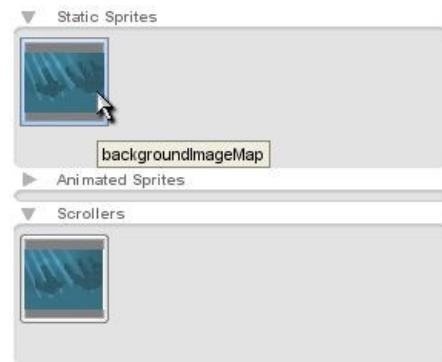 Static Sprites
backgroundImageMap
Animated Sprites
Scrollers